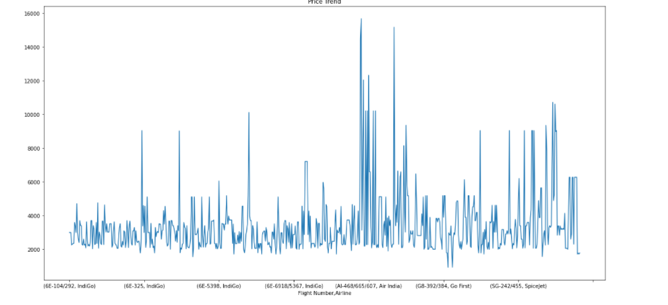 Price Trend
16000
14000
12000
10000
8000
6000
4000
2000
(6E-104/292, IndiGo) (6E-325, IndiGo) (6E-5398, IndiGo) (6E-6918/5367, IndiGo) (AI-468/665/607, Air India) (G8-392/384, Go First) (SG-242/455, SpiceJet)
Flight Number,Airline